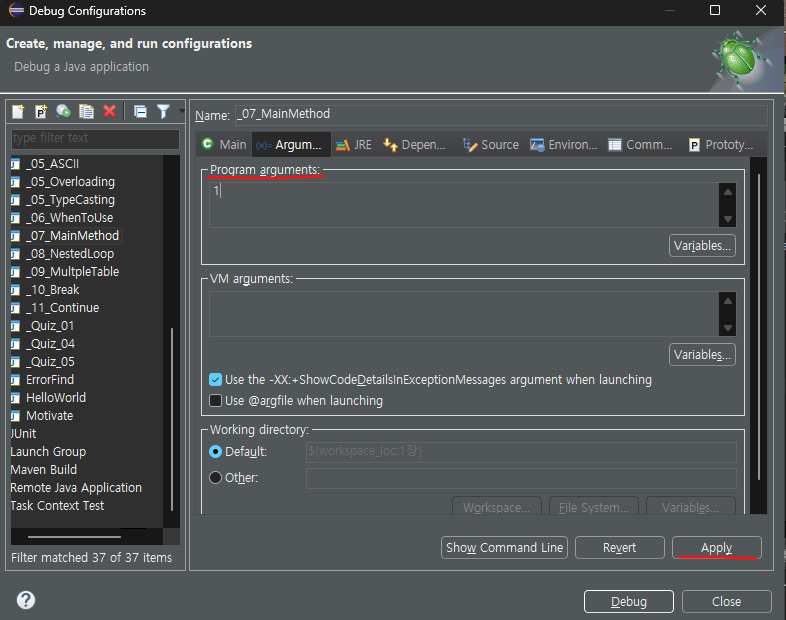 Debug Configurations
Create, manage, and run configurations
Debug a Java application
type filter text
_05_ASCII
_05_Overloading
_05_TypeCasting
_06_WhenToUse
_07_MainMethod
_08_NestedLoop
_09_MultpleTable
_10_Break
_11_Continue
_Quiz_01
_Quiz_04
_Quiz_05
ErrorFind
HelloWorld
Motivate
JUnit
Launch Group
Maven Build
Remote Java Application
Task Context Test
Filter matched 37 of 37 items
Name: _07_MainMethod
Main (x)= Argum... JRE Depen... Source Environ... Comm... P Prototy...
Program arguments:
1
Variables...
VM arguments:
Variables...
Use the -XX:+ShowCodeDetailsInExceptionMessages argument when launching
Use @argfile when launching
Working directory:
Default: ${workspace_loc:1장}
Other:
Workspace... File System... Variables...
Show Command Line Revert Apply
? Debug Close